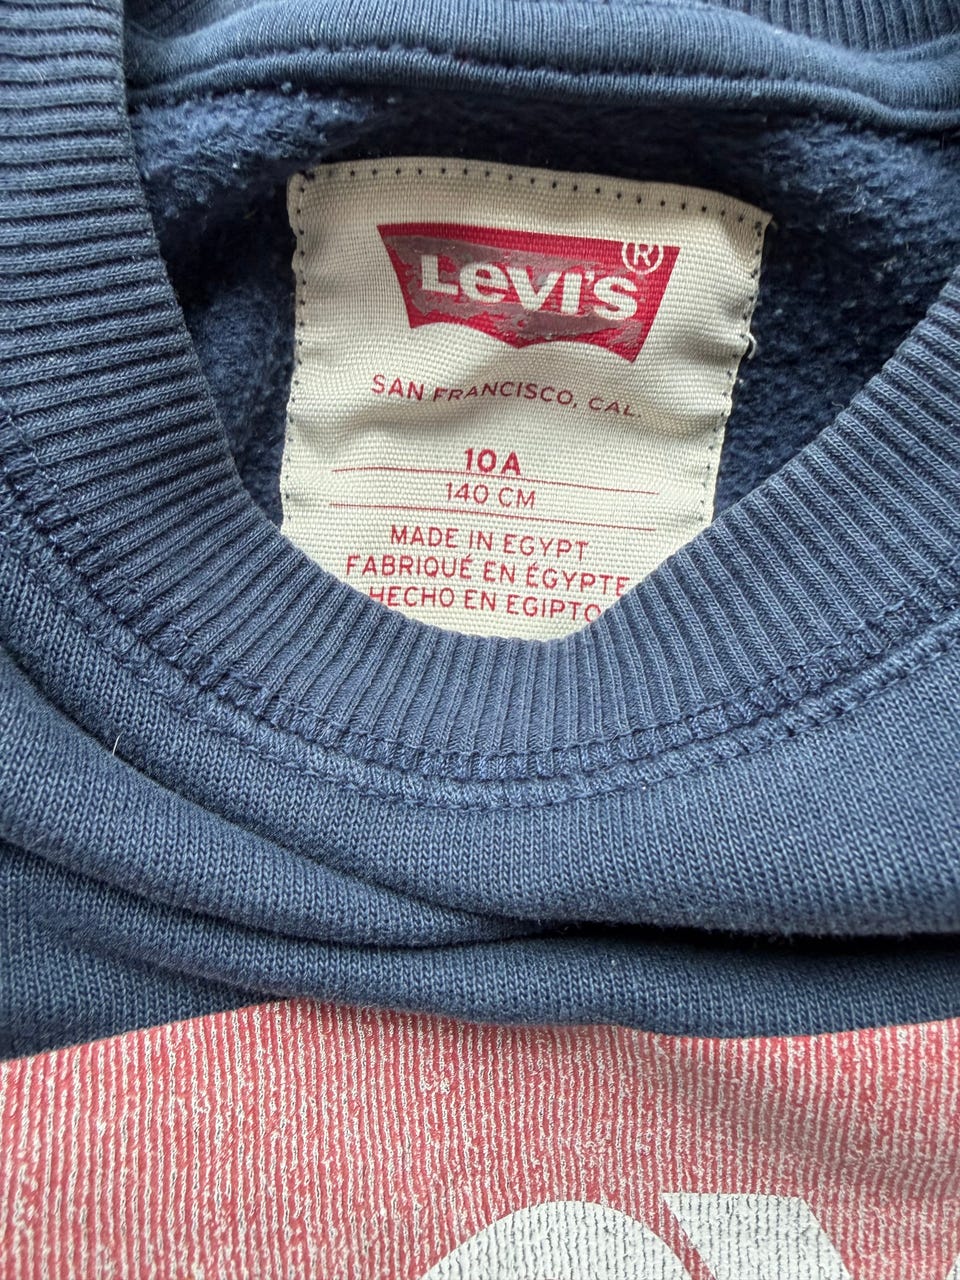 Levi's®
SAN FRANCISCO, CAL.
10A
140 CM
MADE IN EGYPT
FABRIQUÉ EN ÉGYPTE
HECHO EN EGIPTO